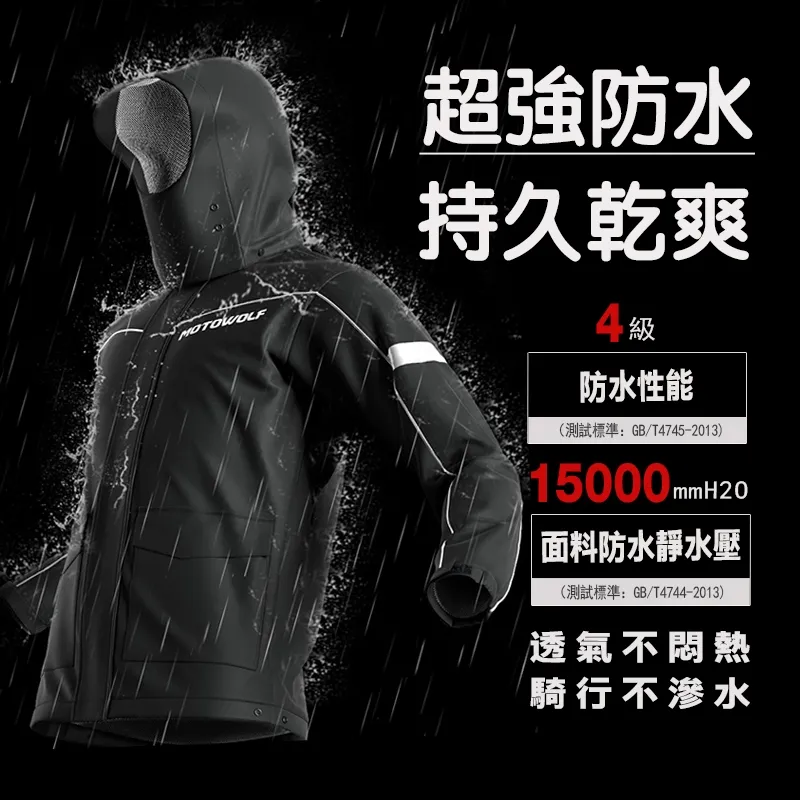 超強防水
持久乾爽
MOTOWOLF
4級
防水性能
(測試標準: GB/T4745-2013)
15000mmH2O
面料防水靜水壓
(測試標準: GB/T4744-2013)
透氣不悶熱
騎行不滲水